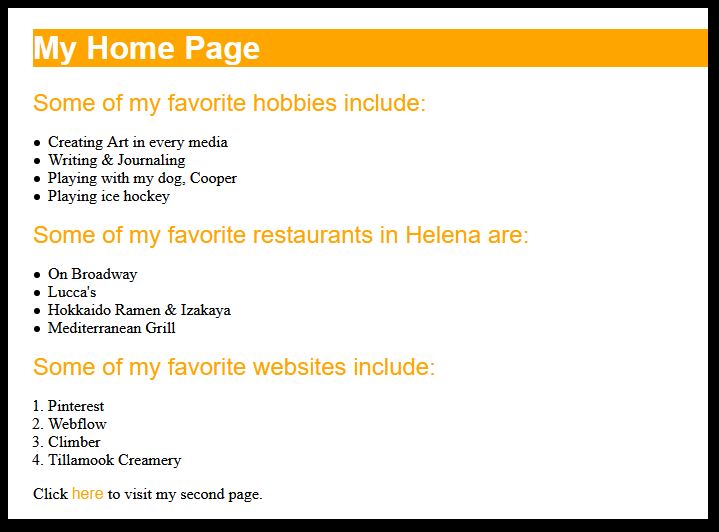 My Home Page
Some of my favorite hobbies include:
• Creating Art in every media
• Writing & Journaling
• Playing with my dog, Cooper
• Playing ice hockey
Some of my favorite restaurants in Helena are:
• On Broadway
• Lucca's
• Hokkaido Ramen & Izakaya
• Mediterranean Grill
Some of my favorite websites include:
1. Pinterest
2. Webflow
3. Climber
4. Tillamook Creamery
Click here to visit my second page.